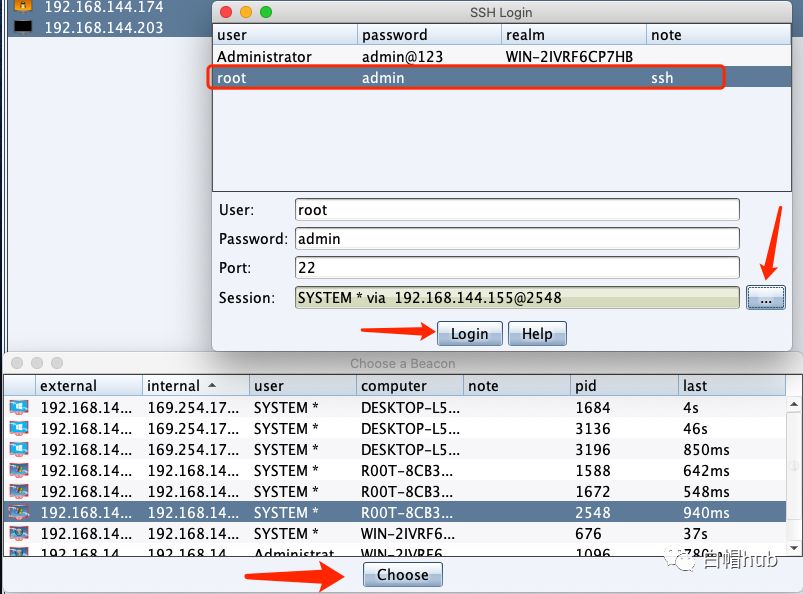 192.168.144.174
192.168.144.203
SSH Login
user password realm note
Administrator admin@123 WIN-2IVRF6CP7HB
root admin ssh
User: root
Password: admin
Port: 22
Session: SYSTEM * via 192.168.144.155@2548 ...
Login Help
Choose a Beacon
external internal user computer note pid last
192.168.14... 169.254.17... SYSTEM * DESKTOP-L5... 1684 4s
192.168.14... 169.254.17... SYSTEM * DESKTOP-L5... 3136 46s
192.168.14... 169.254.17... SYSTEM * DESKTOP-L5... 3196 850ms
192.168.14... 192.168.14... SYSTEM * R00T-8CB3... 1588 642ms
192.168.14... 192.168.14... SYSTEM * R00T-8CB3... 1672 548ms
192.168.14... 192.168.14... SYSTEM * R00T-8CB3... 2548 940ms
192.168.14... 192.168.14... SYSTEM * WIN-2IVRF6... 676 37s
192.168.14... 192.168.14... Administrat... WIN-2IVRF6... 1096 780ms
白帽hub
Choose